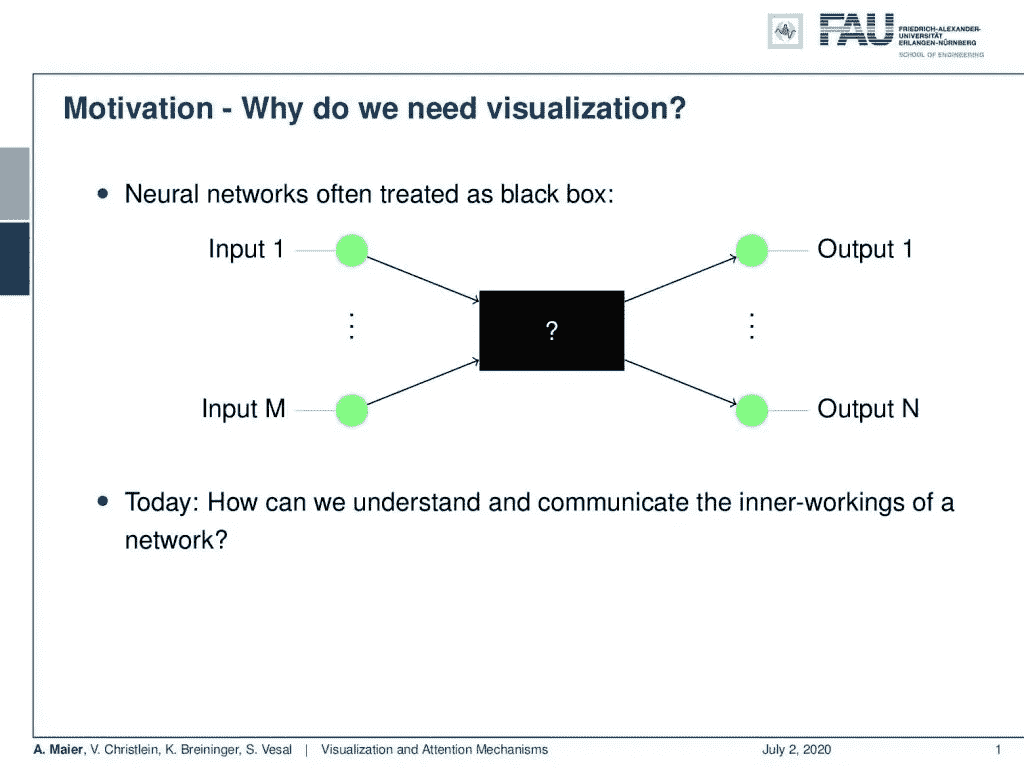 FAU
FRIEDRICH-ALEXANDER-
UNIVERSITÄT
ERLANGEN-NÜRNBERG
SCHOOL OF ENGINEERING
Motivation - Why do we need visualization?
• Neural networks often treated as black box:
Input 1
Output 1
?
Input M
Output N
• Today: How can we understand and communicate the inner-workings of a
network?
A. Maier, V. Christlein, K. Breininger, S. Vesal | Visualization and Attention Mechanisms July 2, 2020 1